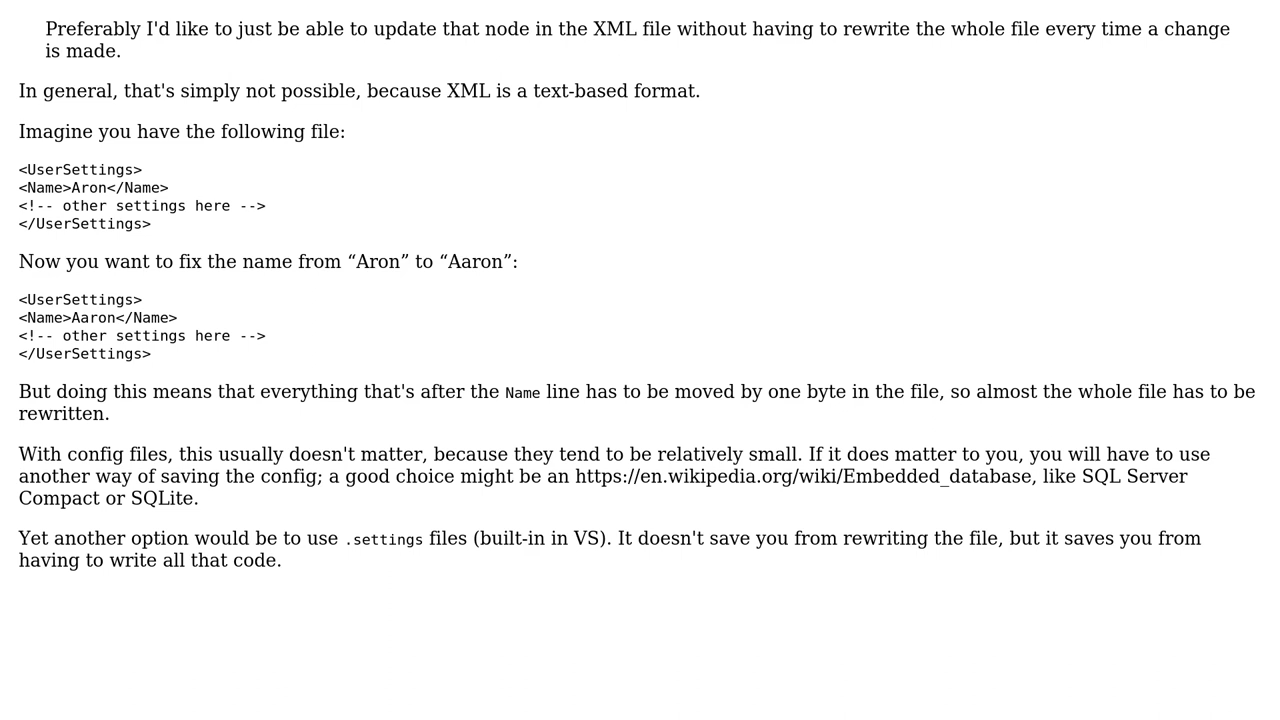 Preferably I'd like to just be able to update that node in the XML file without having to rewrite the whole file every time a change
is made.
In general, that's simply not possible, because XML is a text-based format.
Imagine you have the following file:
<UserSettings>
<Name>Aron</Name>
<!-- other settings here -->
</UserSettings>
Now you want to fix the name from “Aron” to “Aaron”:
<UserSettings>
<Name>Aaron</Name>
<!-- other settings here -->
</UserSettings>
But doing this means that everything that's after the Name line has to be moved by one byte in the file, so almost the whole file has to be
rewritten.
With config files, this usually doesn't matter, because they tend to be relatively small. If it does matter to you, you will have to use
another way of saving the config; a good choice might be an https://en.wikipedia.org/wiki/Embedded_database, like SQL Server
Compact or SQLite.
Yet another option would be to use .settings files (built-in in VS). It doesn't save you from rewriting the file, but it saves you from
having to write all that code.